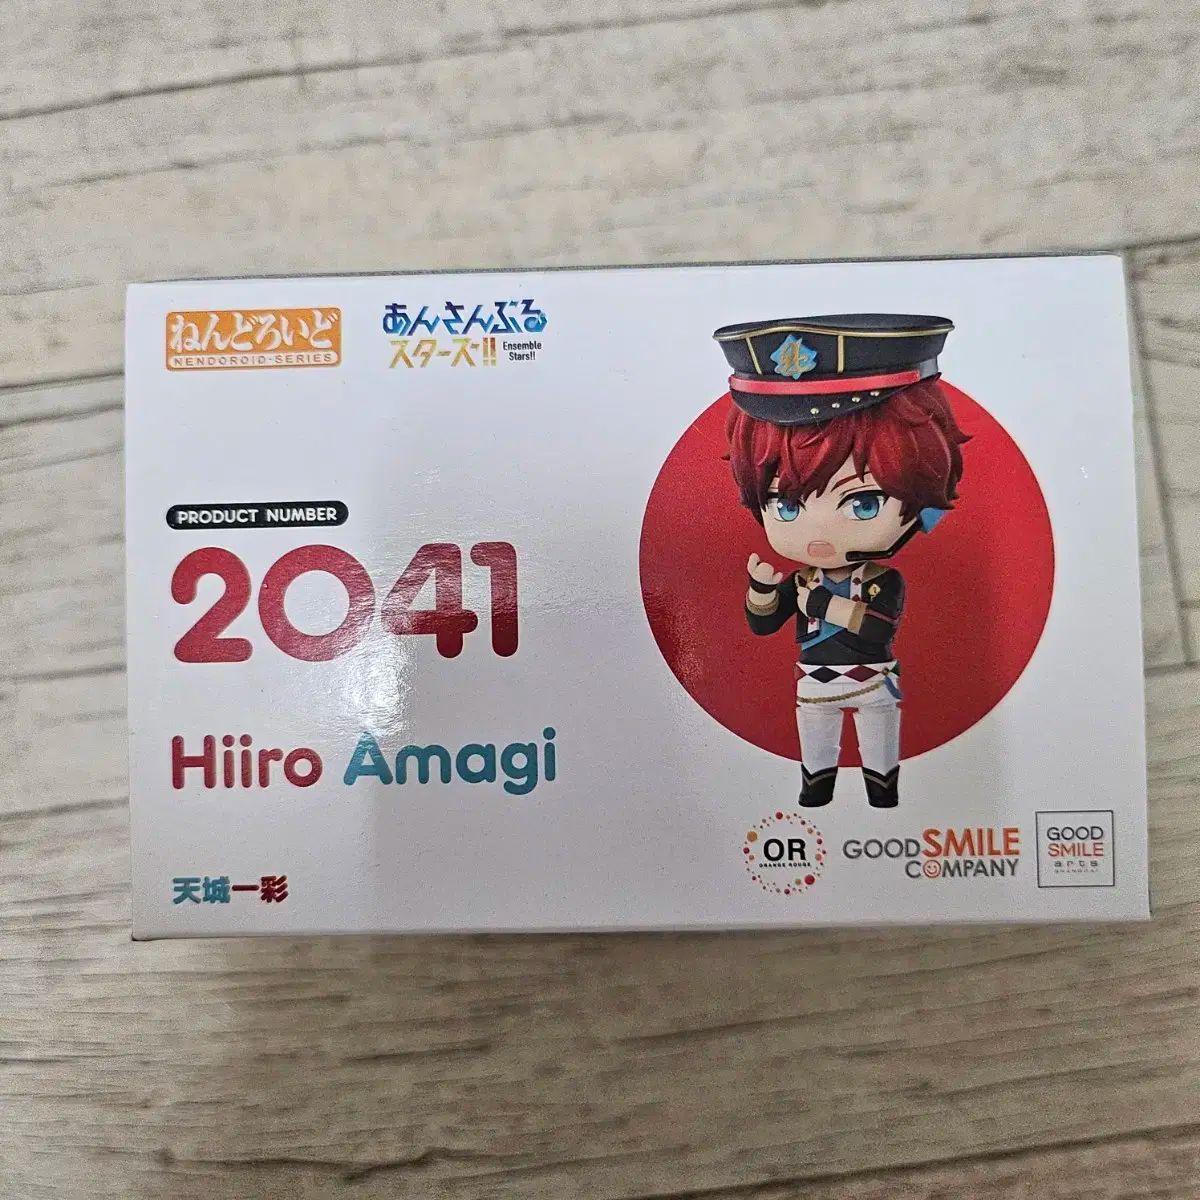 ねんどろいど
NENDOROID-SERIES
あんさんぶる
スターズ!!
Ensemble
Stars!!
PRODUCT NUMBER
2041
Hiiro Amagi
天城一彩
OR
ORANGE ROUGE
GOOD SMILE
COMPANY
GOOD
SMILE
arts
SHANGHAI